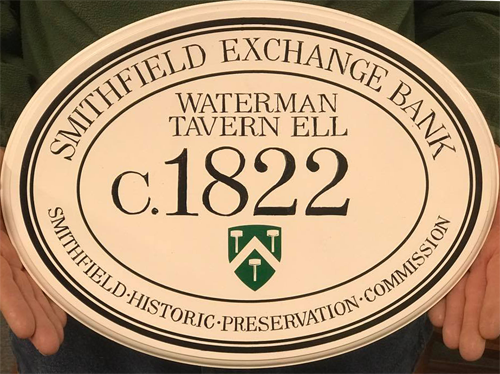 SMITHFIELD EXCHANGE BANK
WATERMAN
TAVERN ELL
C.1822
SMITHFIELD·HISTORIC·PRESERVATION·COMMISSION